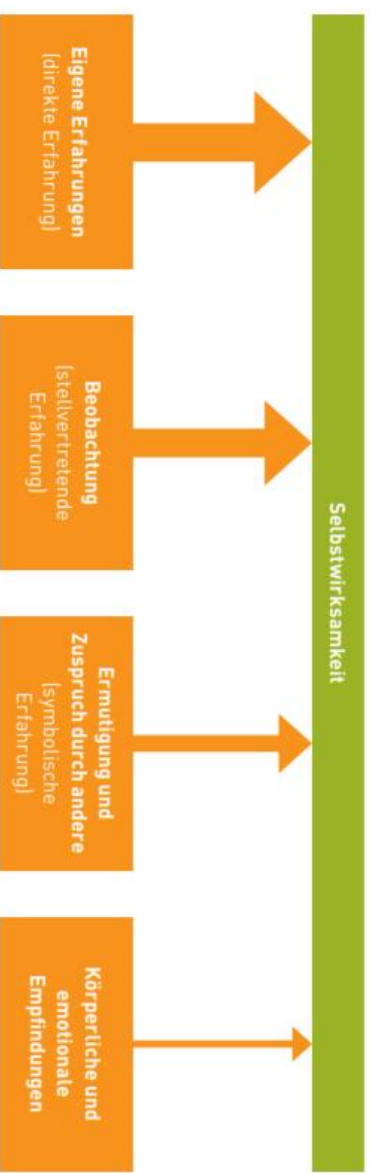 Selbstwirksamkeit
Eigene Erfahrungen
(direkte Erfahrung)
Beobachtung
(stellvertretende
Erfahrung)
Ermutigung und
Zuspruch durch andere
(symbolische
Erfahrung)
Körperliche und
emotionale
Empfindungen